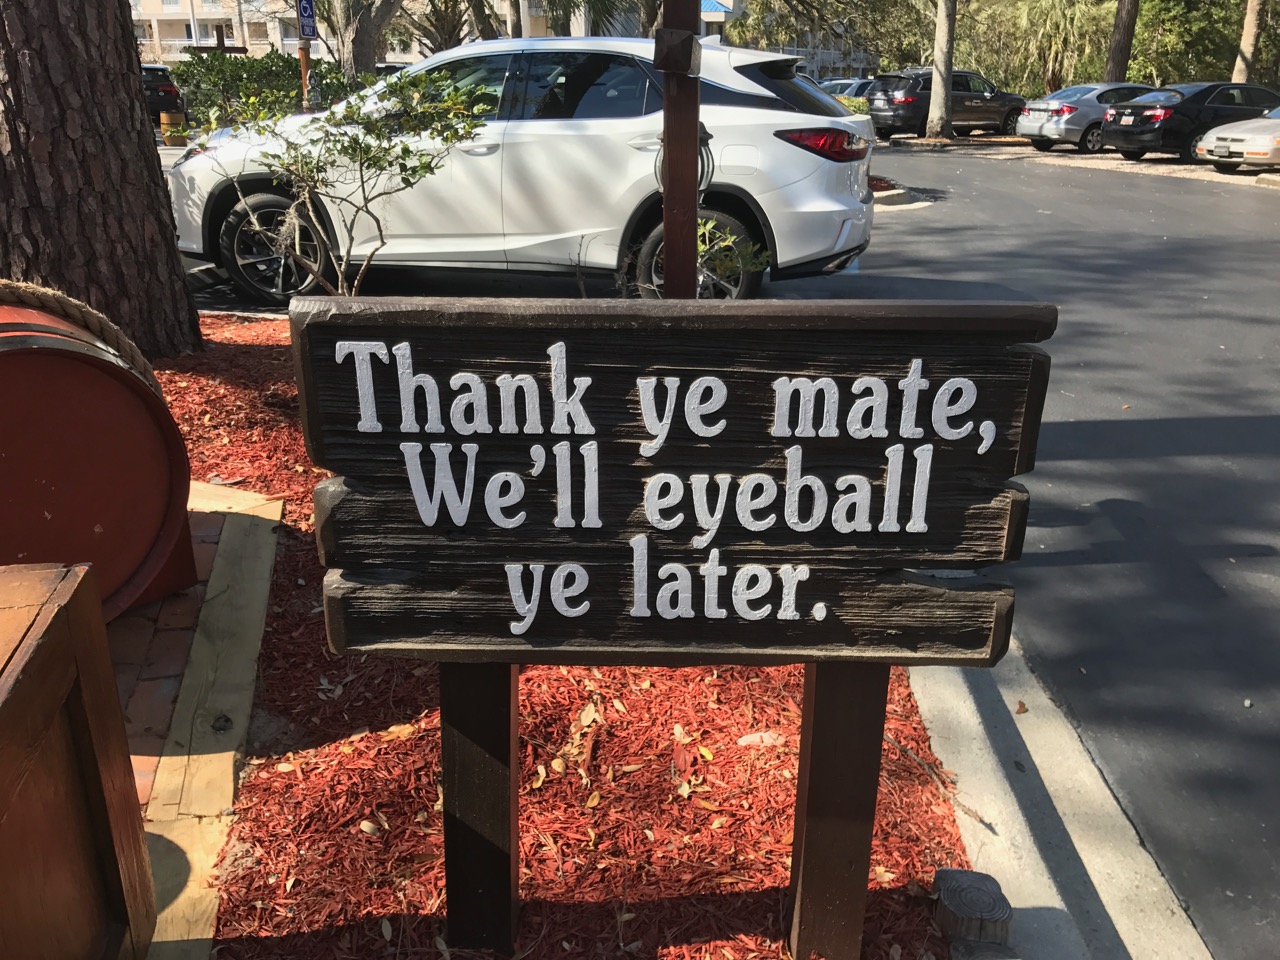 Thank ye mate,
We'll eyeball
ye later.